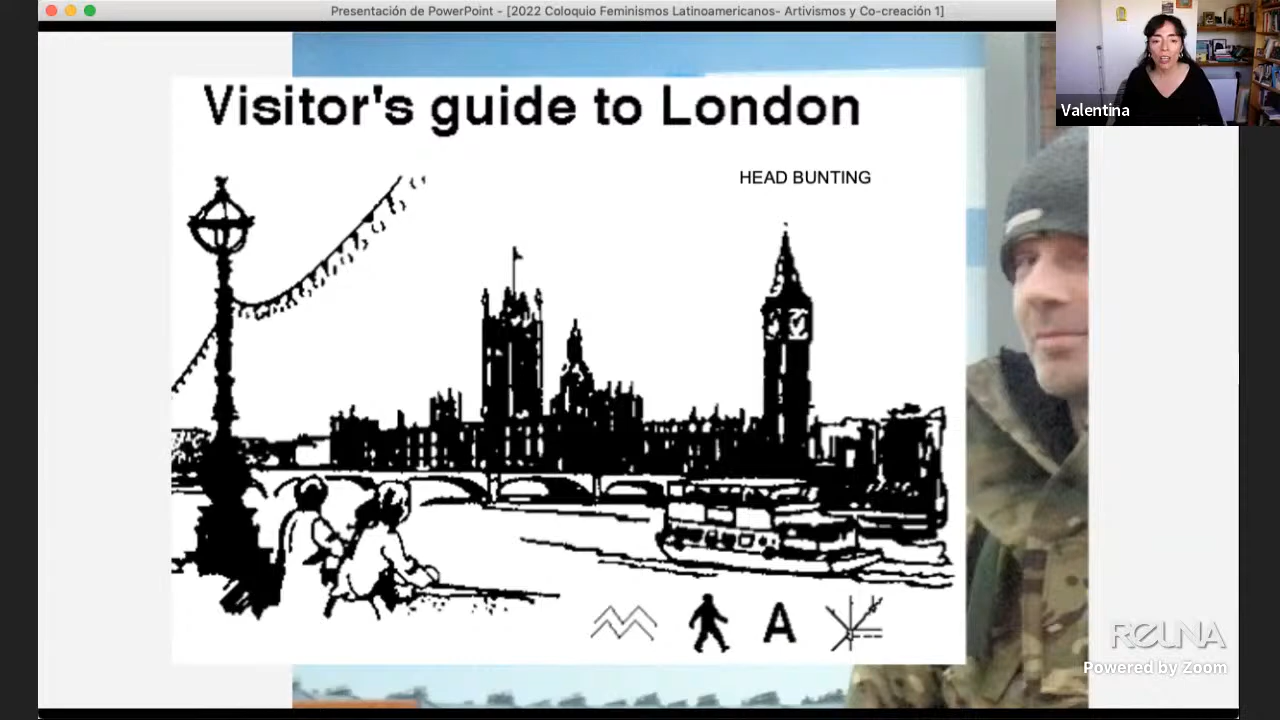 Presentación de PowerPoint - [2022 Coloquio Feminismos Latinoamericanos- Artivismos y Co-creación 1]
Valentina
Visitor's guide to London
HEAD BUNTING
A
REUNA
Powered by Zoom